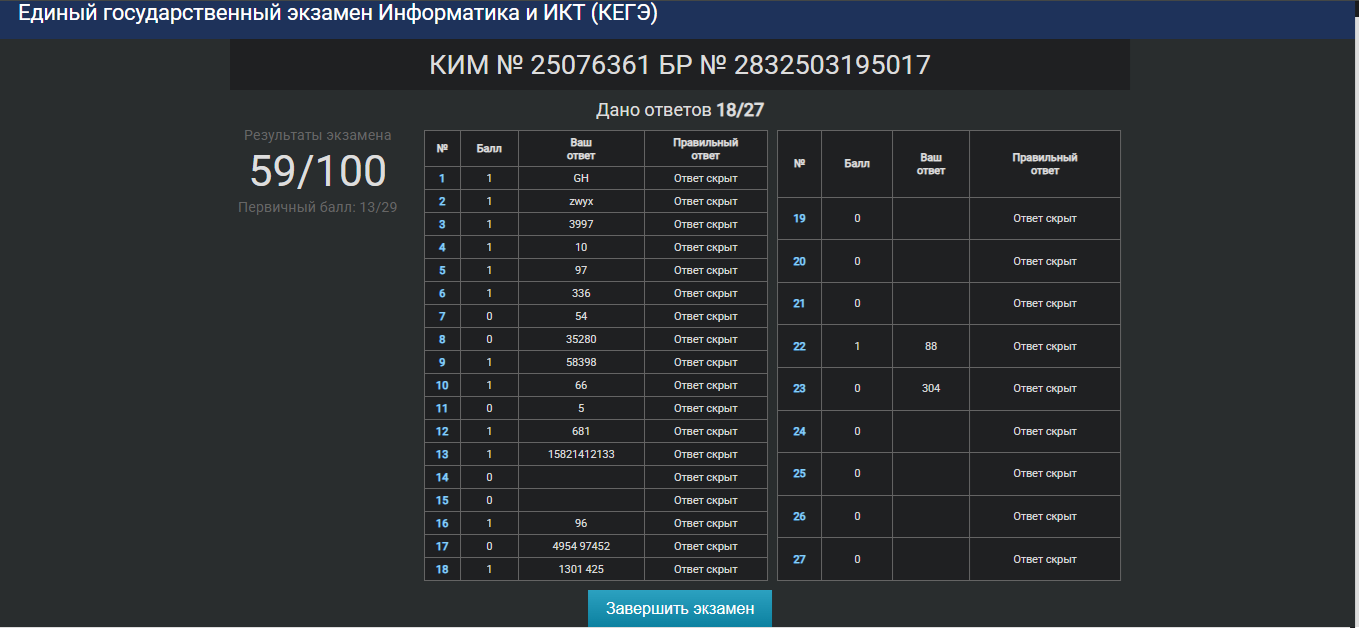 Единый государственный экзамен Информатика и ИКТ (КЕГЭ)
КИМ № 25076361 БР № 2832503195017
Дано ответов 18/27
Результаты экзамена
59/100
Первичный балл: 13/29
№ Балл Ваш ответ Правильный ответ
1 1 GH Ответ скрыт
2 1 zwyx Ответ скрыт
3 1 3997 Ответ скрыт
4 1 10 Ответ скрыт
5 1 97 Ответ скрыт
6 1 336 Ответ скрыт
7 0 54 Ответ скрыт
8 0 35280 Ответ скрыт
9 1 58398 Ответ скрыт
10 1 66 Ответ скрыт
11 0 5 Ответ скрыт
12 1 681 Ответ скрыт
13 1 15821412133 Ответ скрыт
14 0 Ответ скрыт
15 0 Ответ скрыт
16 1 96 Ответ скрыт
17 0 4954 97452 Ответ скрыт
18 1 1301 425 Ответ скрыт
№ Балл Ваш ответ Правильный ответ
19 0 Ответ скрыт
20 0 Ответ скрыт
21 0 Ответ скрыт
22 1 88 Ответ скрыт
23 0 304 Ответ скрыт
24 0 Ответ скрыт
25 0 Ответ скрыт
26 0 Ответ скрыт
27 0 Ответ скрыт
Завершить экзамен